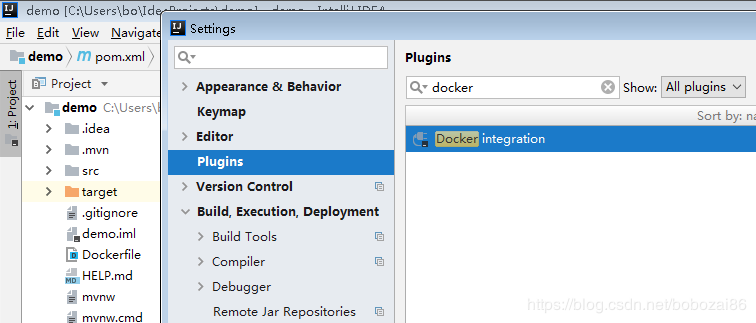 demo [C:\Users\bo\IdeaProjects\demo] - demo - IntelliJ IDEA
File Edit View Navigate
demo pom.xml
1: Project
Project
demo C:\Users\b
.idea
.mvn
src
target
.gitignore
demo.iml
Dockerfile
HELP.md
mvnw
mvnw.cmd
Settings
Appearance & Behavior
Keymap
Editor
Plugins
Version Control
Build, Execution, Deployment
Build Tools
Compiler
Debugger
Remote Jar Repositories
Plugins
docker
Show: All plugins
Sort by: na
Docker integration
https://blog.csdn.net/bobozai86